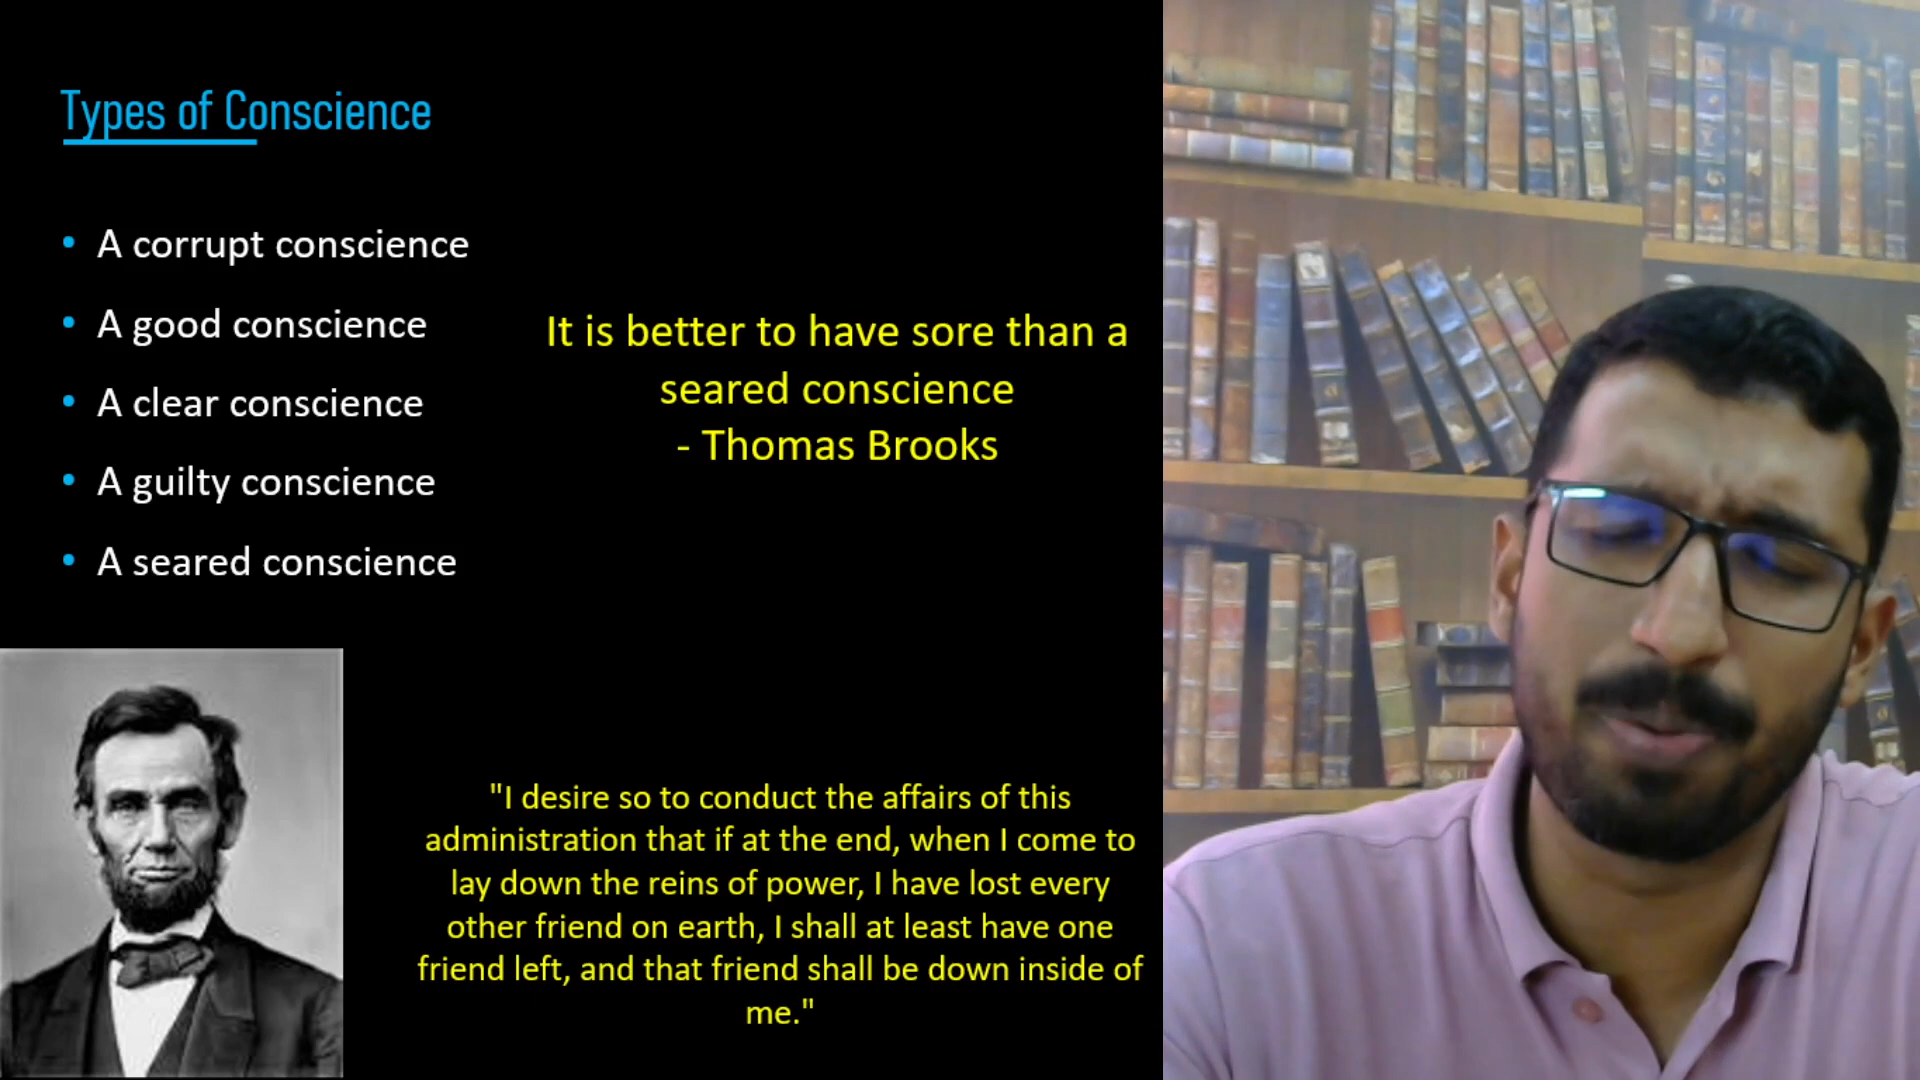 Types of Conscience
• A corrupt conscience
• A good conscience
• A clear conscience
• A guilty conscience
• A seared conscience
It is better to have sore than a
seared conscience
- Thomas Brooks
"I desire so to conduct the affairs of this
administration that if at the end, when I come to
lay down the reins of power, I have lost every
other friend on earth, I shall at least have one
friend left, and that friend shall be down inside of
me."